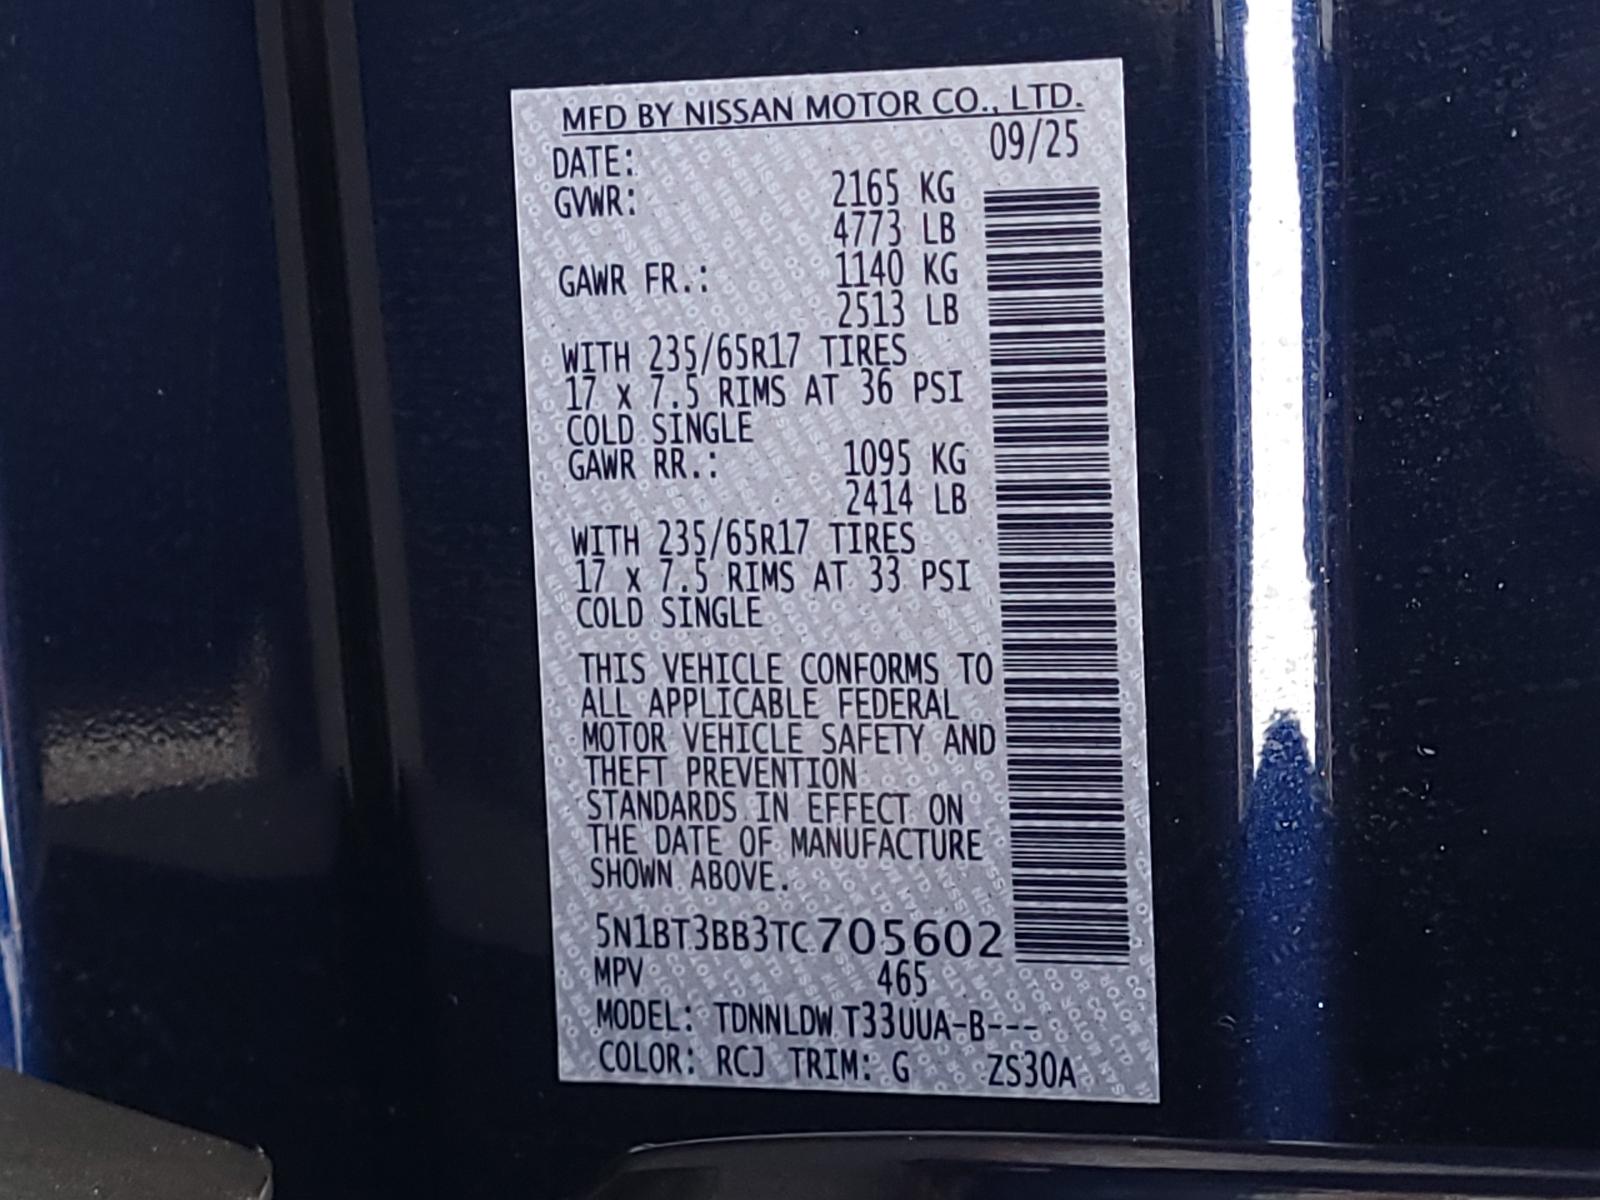 MFD BY NISSAN MOTOR CO., LTD.
DATE: 09/25
GVWR: 2165 KG
4773 LB
GAWR FR.: 1140 KG
2513 LB
WITH 235/65R17 TIRES
17 x 7.5 RIMS AT 36 PSI
COLD SINGLE
GAWR RR.: 1095 KG
2414 LB
WITH 235/65R17 TIRES
17 x 7.5 RIMS AT 33 PSI
COLD SINGLE
THIS VEHICLE CONFORMS TO
ALL APPLICABLE FEDERAL
MOTOR VEHICLE SAFETY AND
THEFT PREVENTION
STANDARDS IN EFFECT ON
THE DATE OF MANUFACTURE
SHOWN ABOVE.
5N1BT3BB3TC705602
MPV 465
MODEL: TDNNLDW T33UUA-B---
COLOR: RCJ TRIM: G ZS30A